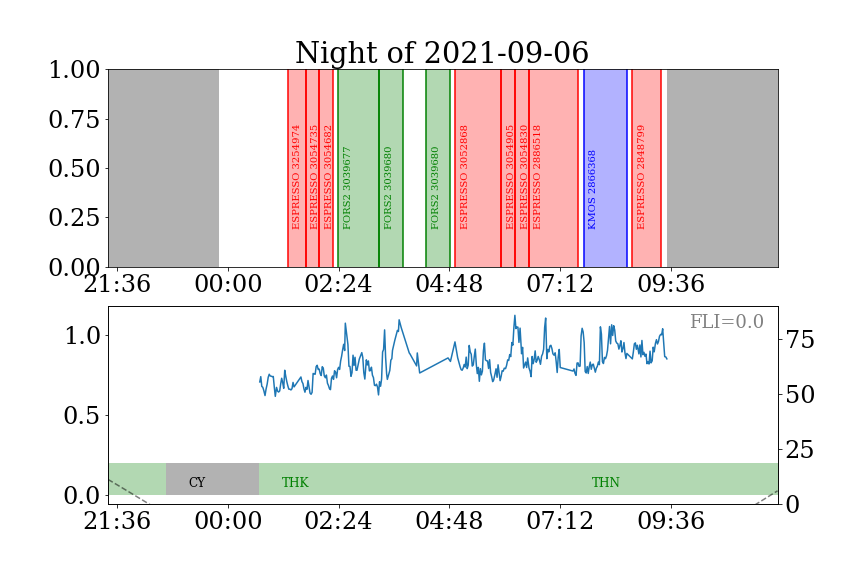 Night of 2021-09-06
1.00
0.75
0.50
0.25
0.00
ESPRESSO 3254974
ESPRESSO 3054735
ESPRESSO 3054682
FORS2 3039677
FORS2 3039680
FORS2 3039680
ESPRESSO 3052868
ESPRESSO 3054905
ESPRESSO 3054830
ESPRESSO 2886518
KMOS 2866368
ESPRESSO 2848799
21:36 00:00 02:24 04:48 07:12 09:36
FLI=0.0
1.0
0.5
0.0
75
50
25
0
CY THK THN
21:36 00:00 02:24 04:48 07:12 09:36